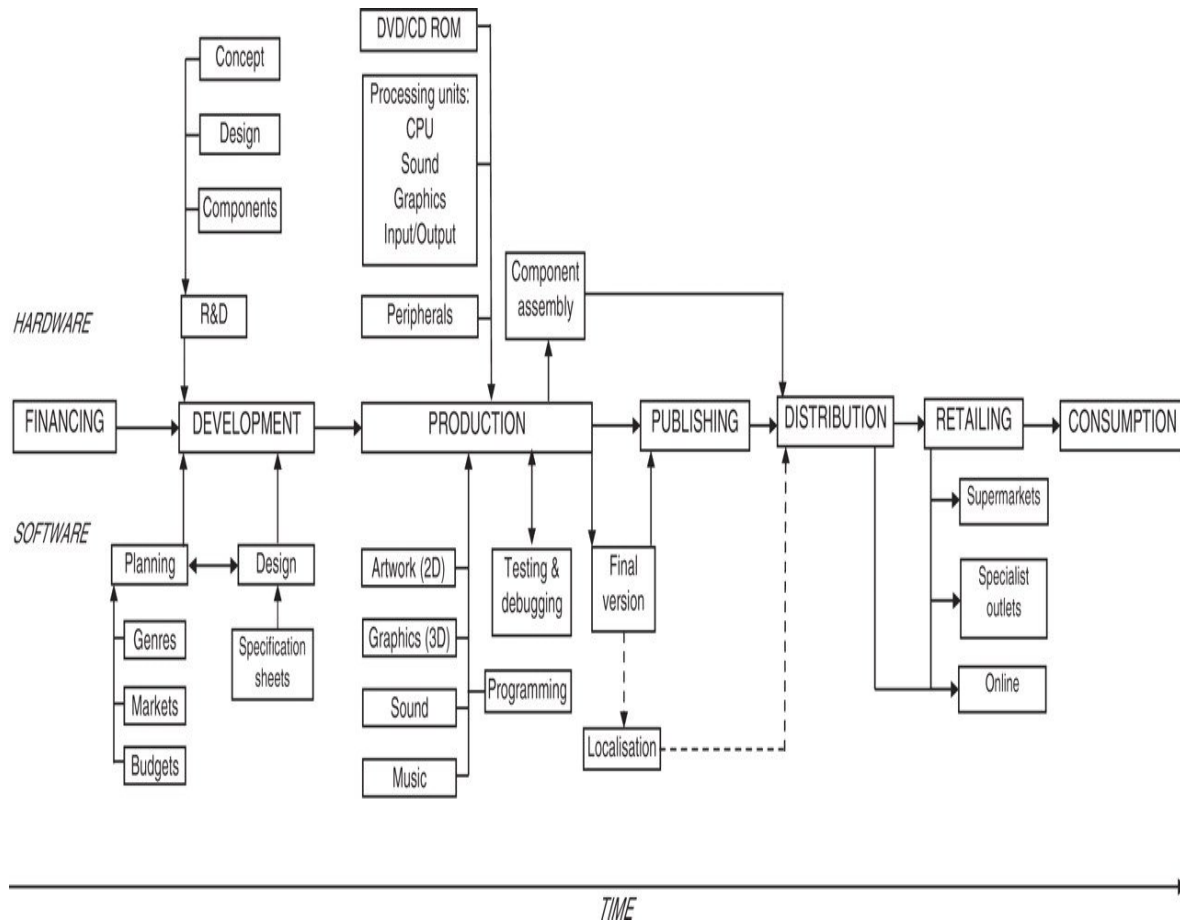 DVD/CD ROM
Concept
Processing units:
CPU
Sound
Graphics
Input/Output
Design
Components
Component
assembly
R&D
Peripherals
HARDWARE
FINANCING
DEVELOPMENT
PRODUCTION
PUBLISHING
DISTRIBUTION
RETAILING
CONSUMPTION
SOFTWARE
Planning
Design
Genres
Markets
Budgets
Specification
sheets
Artwork (2D)
Graphics (3D)
Sound
Music
Programming
Testing &
debugging
Final
version
Localisation
Supermarkets
Specialist
outlets
Online
TIME